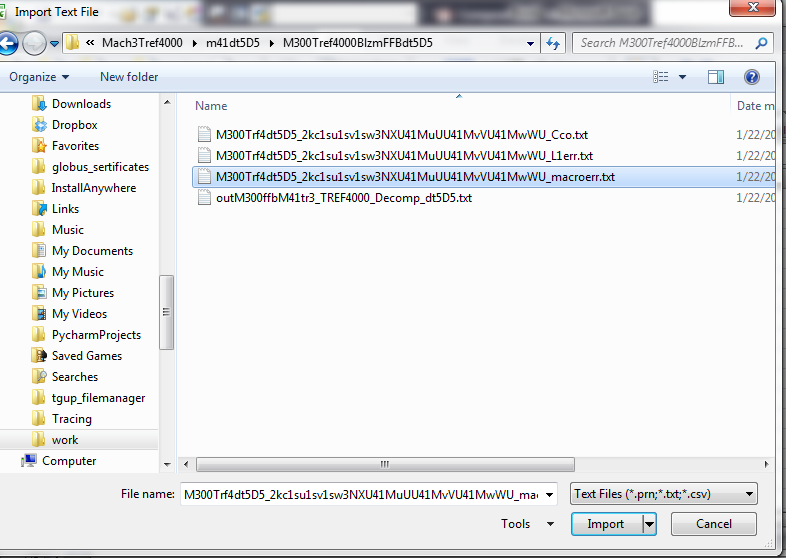 Import Text File
« Mach3Tref4000 ▸ m41dt5D5 ▸ M300Tref4000BlzmFFBdt5D5
Search M300Tref4000BlzmFFB...
Organize
New folder
Name
Date m
Downloads
Dropbox
Favorites
globus_sertificates
InstallAnywhere
Links
Music
My Documents
My Music
My Pictures
My Videos
PycharmProjects
Saved Games
Searches
tgup_filemanager
Tracing
work
Computer
M300Trf4dt5D5_2kc1su1sv1sw3NXU41MuUU41MvVU41MwWU_Cco.txt 1/22/20
M300Trf4dt5D5_2kc1su1sv1sw3NXU41MuUU41MvVU41MwWU_L1err.txt 1/22/20
M300Trf4dt5D5_2kc1su1sv1sw3NXU41MuUU41MvVU41MwWU_macroerr.txt 1/22/20
outM300ffbM41tr3_TREF4000_Decomp_dt5D5.txt 1/22/20
File name: M300Trf4dt5D5_2kc1su1sv1sw3NXU41MuUU41MvVU41MwWU_mac
Text Files (*.prn;*.txt;*.csv)
Tools
Import
Cancel